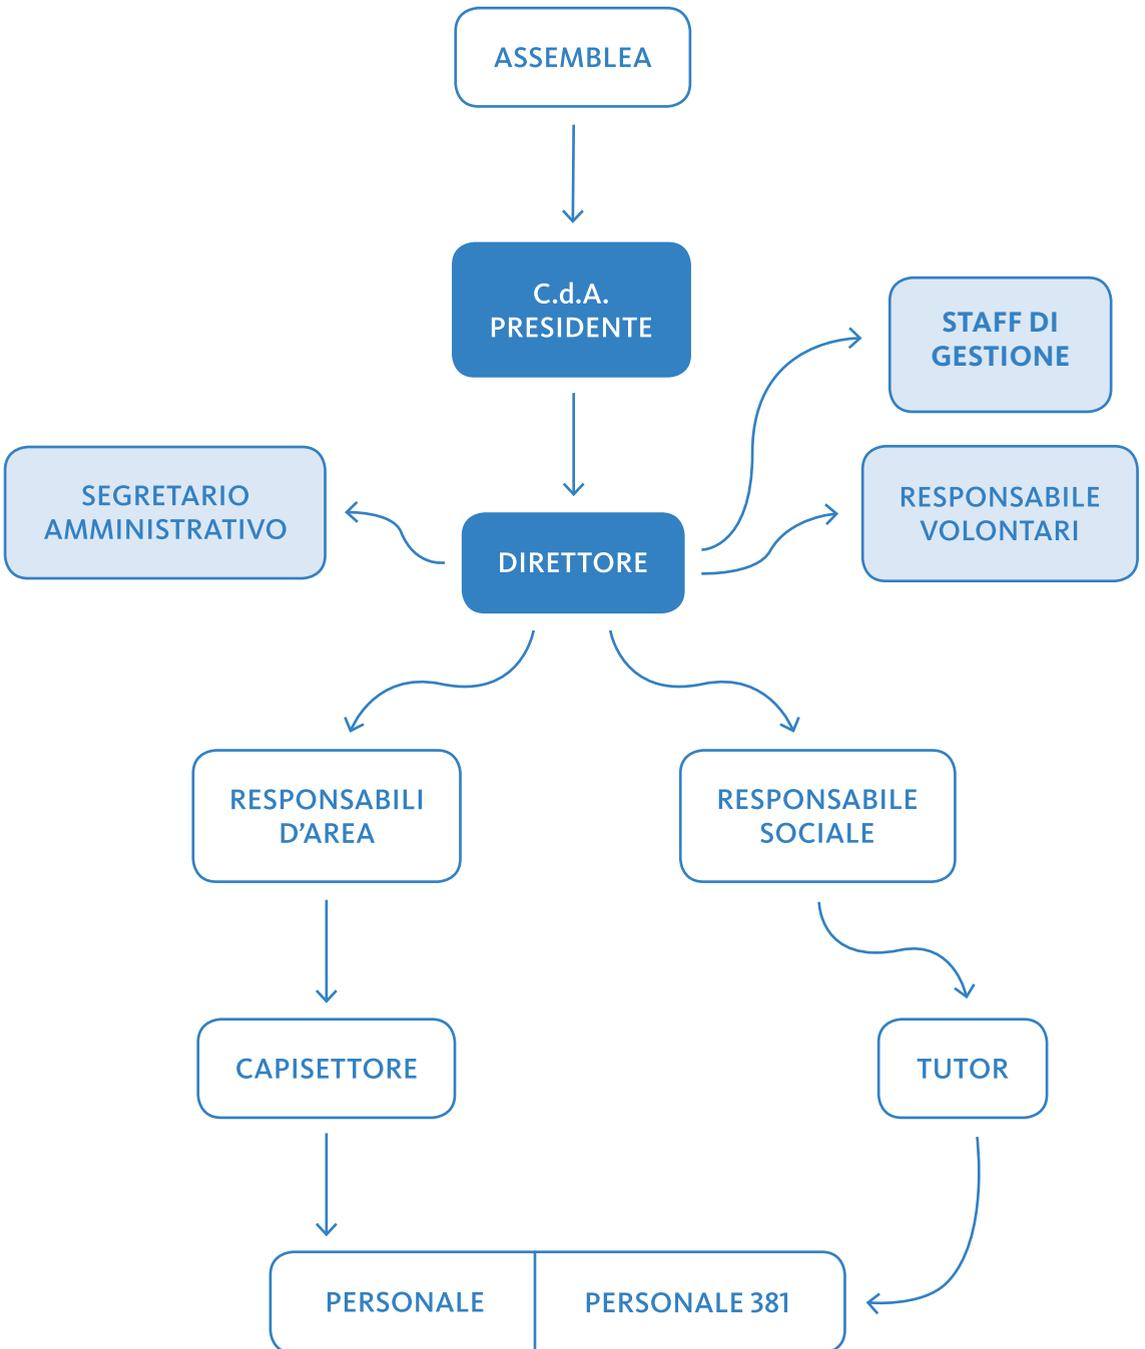 ASSEMBLEA
C.d.A.
PRESIDENTE
STAFF DI
GESTIONE
SEGRETARIO
AMMINISTRATIVO
RESPONSABILE
VOLONTARI
DIRETTORE
RESPONSABILI
D’AREA
RESPONSABILE
SOCIALE
CAPISETTORE
TUTOR
PERSONALE
PERSONALE 381